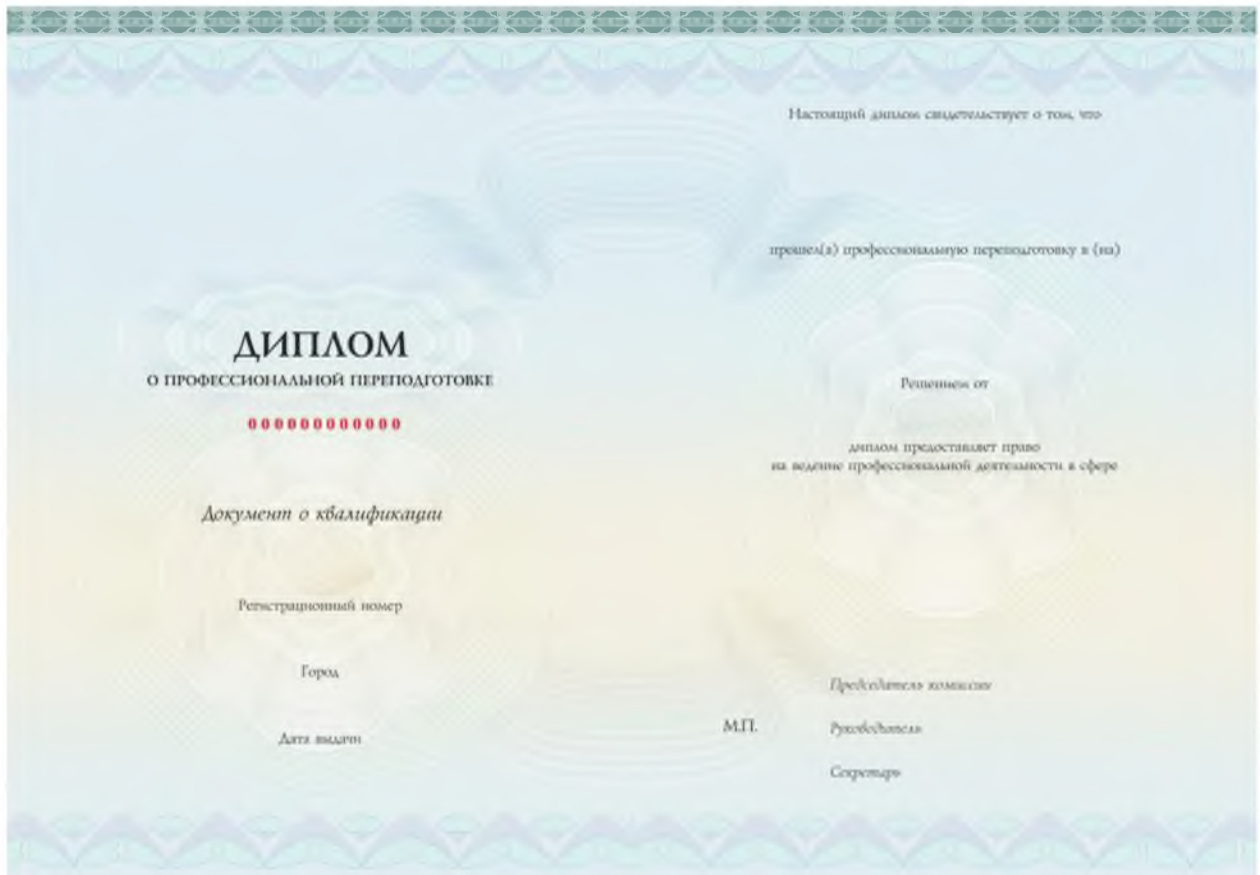 ДИПЛОМ
О ПРОФЕССИОНАЛЬНОЙ ПЕРЕПОДГОТОВКЕ
000000000000
Документ о квалификации
Регистрационный номер
Город
Дата выдачи
Настоящий диплом свидетельствует о том, что
прошел(а) профессиональную переподготовку в (на)
Решением от
диплом предоставляет право
на ведение профессиональной деятельности в сфере
Председатель комиссии
М.П.
Руководитель
Секретарь